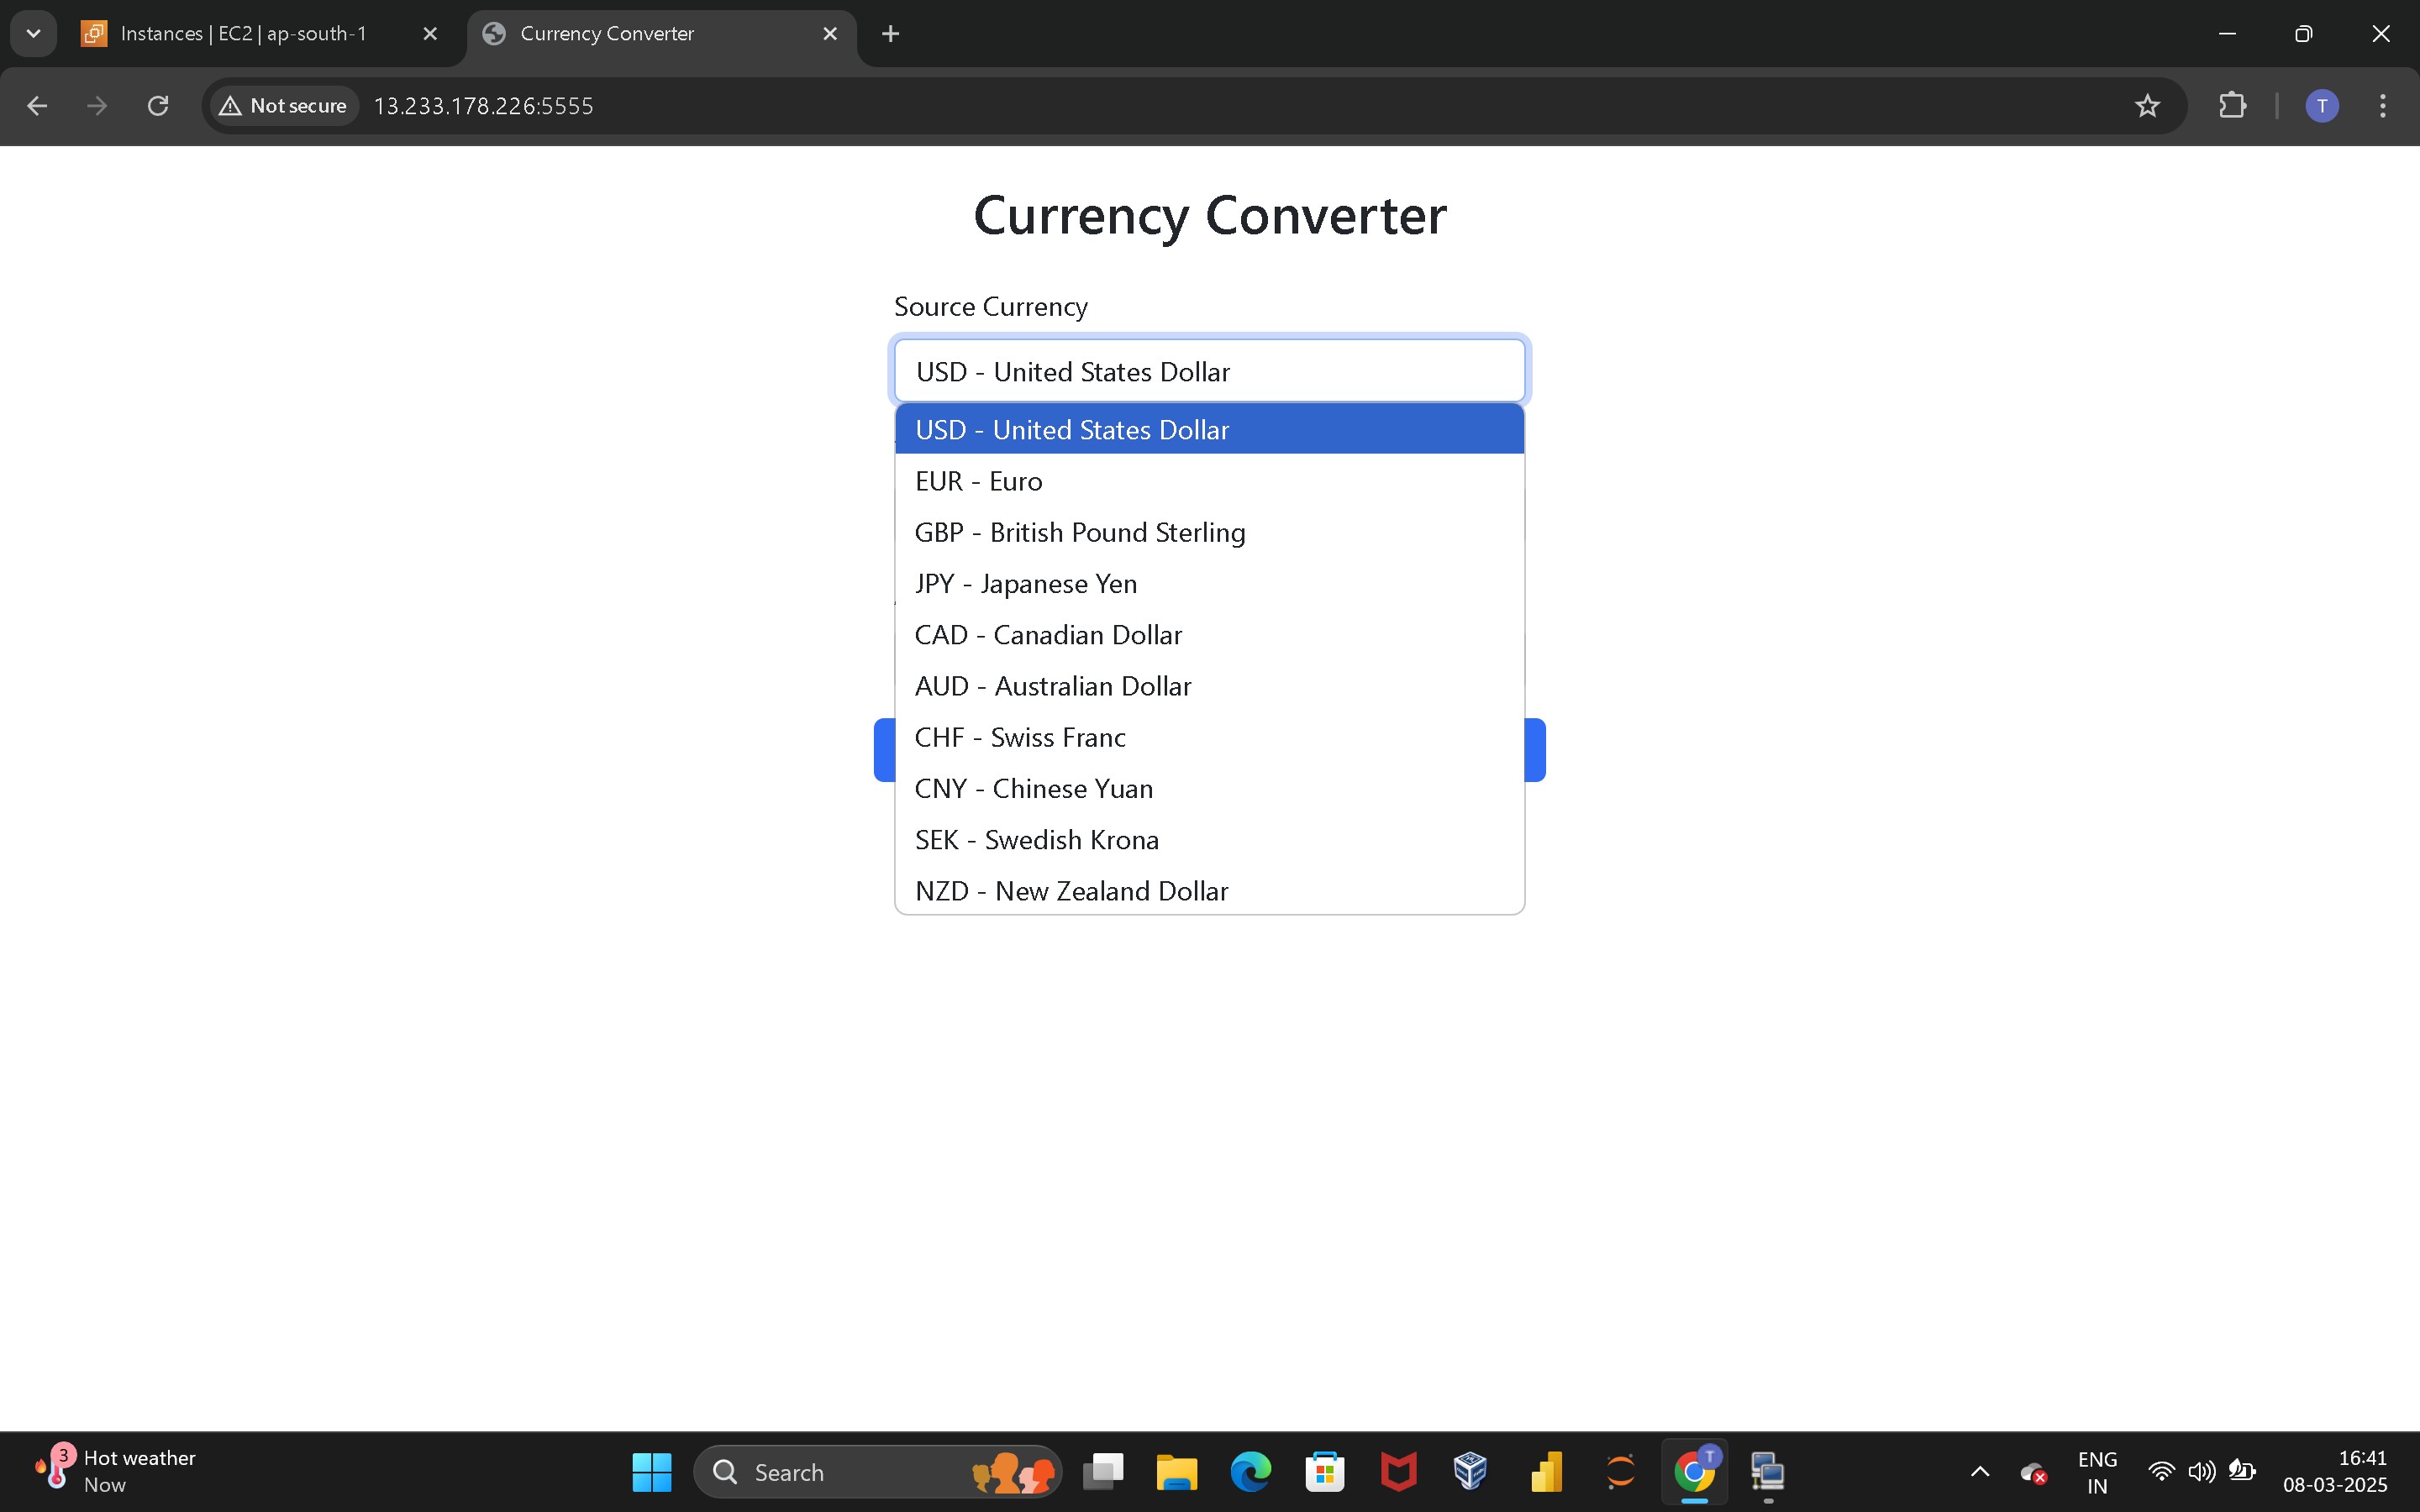 Instances | EC2 | ap-south-1
Currency Converter
Not secure
13.233.178.226:5555
T
Currency Converter
Source Currency
USD - United States Dollar
USD - United States Dollar
EUR - Euro
GBP - British Pound Sterling
JPY - Japanese Yen
CAD - Canadian Dollar
AUD - Australian Dollar
CHF - Swiss Franc
CNY - Chinese Yuan
SEK - Swedish Krona
NZD - New Zealand Dollar
3
Hot weather
Now
Search
T
ENG
IN
16:41
08-03-2025